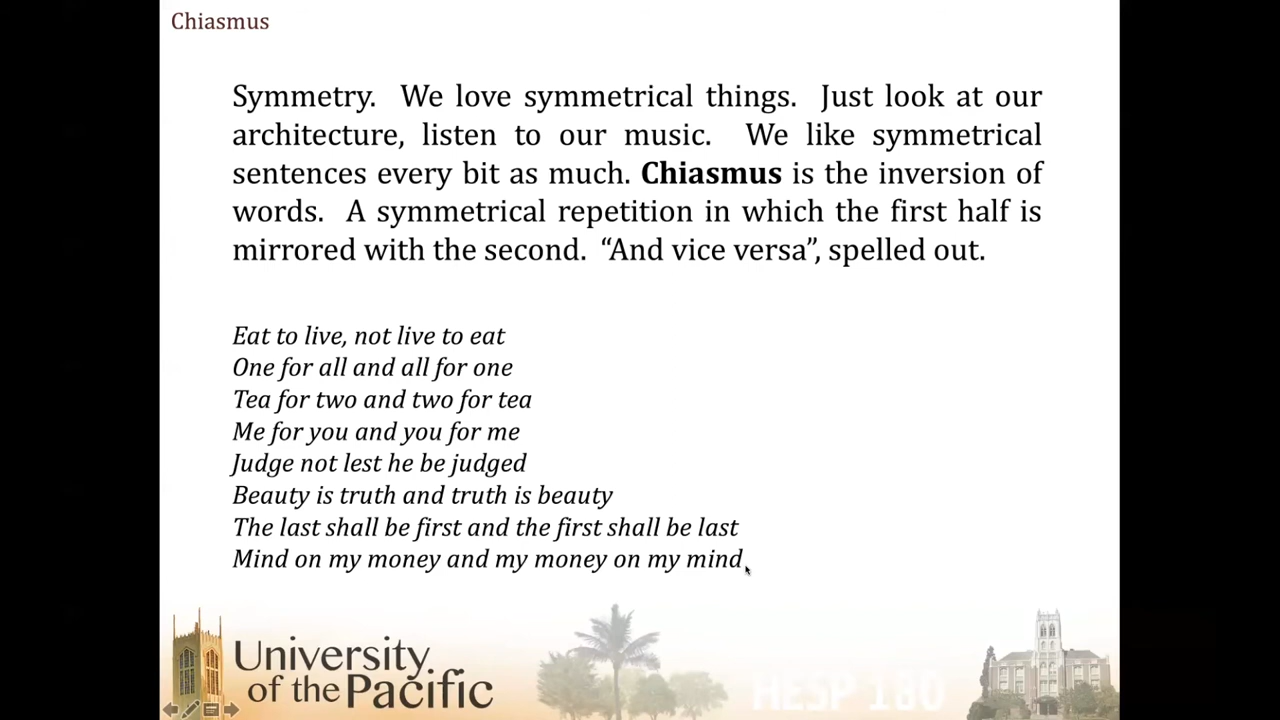 Chiasmus
Symmetry. We love symmetrical things. Just look at our
architecture, listen to our music. We like symmetrical
sentences every bit as much. Chiasmus is the inversion of
words. A symmetrical repetition in which the first half is
mirrored with the second. “And vice versa”, spelled out.
Eat to live, not live to eat
One for all and all for one
Tea for two and two for tea
Me for you and you for me
Judge not lest he be judged
Beauty is truth and truth is beauty
The last shall be first and the first shall be last
Mind on my money and my money on my mind
University
of the Pacific
HESP 180